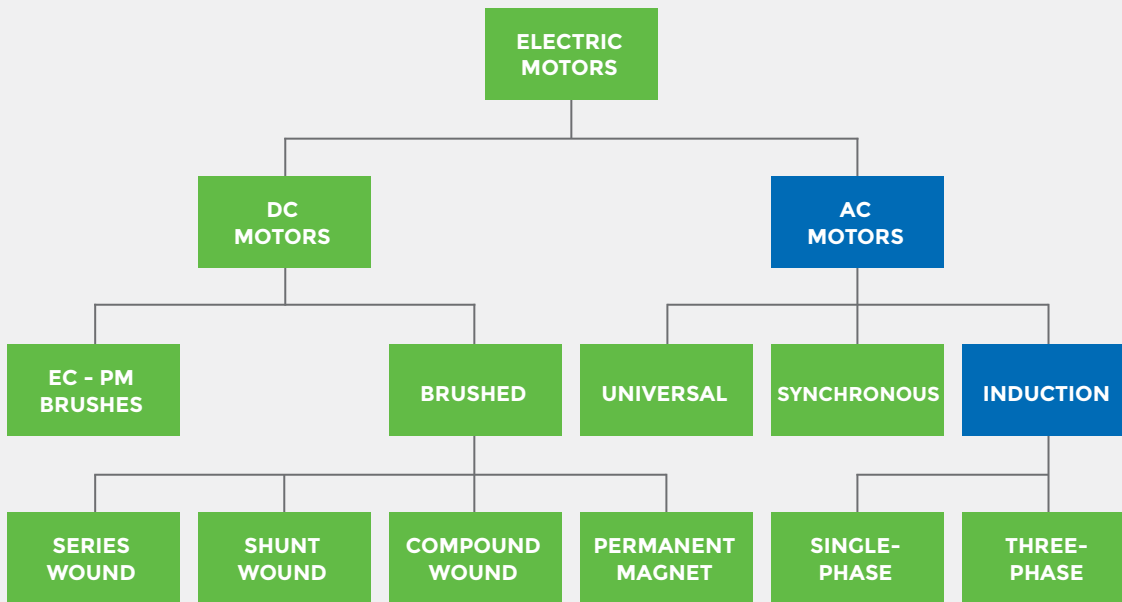 ELECTRIC
MOTORS
DC
MOTORS
AC
MOTORS
EC - PM
BRUSHES
BRUSHED
UNIVERSAL
SYNCHRONOUS
INDUCTION
SERIES
WOUND
SHUNT
WOUND
COMPOUND
WOUND
PERMANENT
MAGNET
SINGLE-
PHASE
THREE-
PHASE